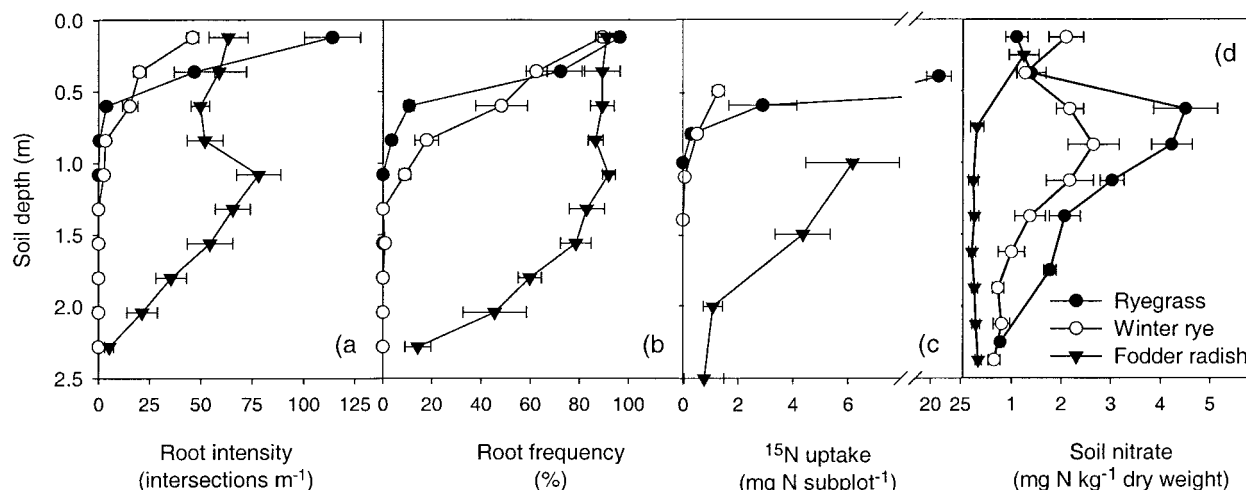 0.0
0.5
1.0
1.5
2.0
2.5
Soil depth (m)
0 25 50 75 100 125
0 20 40 60 80 100
0 2 4 6 20 25
1 2 3 4 5
(a
(b
(c
(d
Ryegrass
Winter rye
Fodder radish
Root intensity
(intersections m⁻¹)
Root frequency
(%)
¹⁵N uptake
(mg N subplot⁻¹)
Soil nitrate
(mg N kg⁻¹ dry weight)